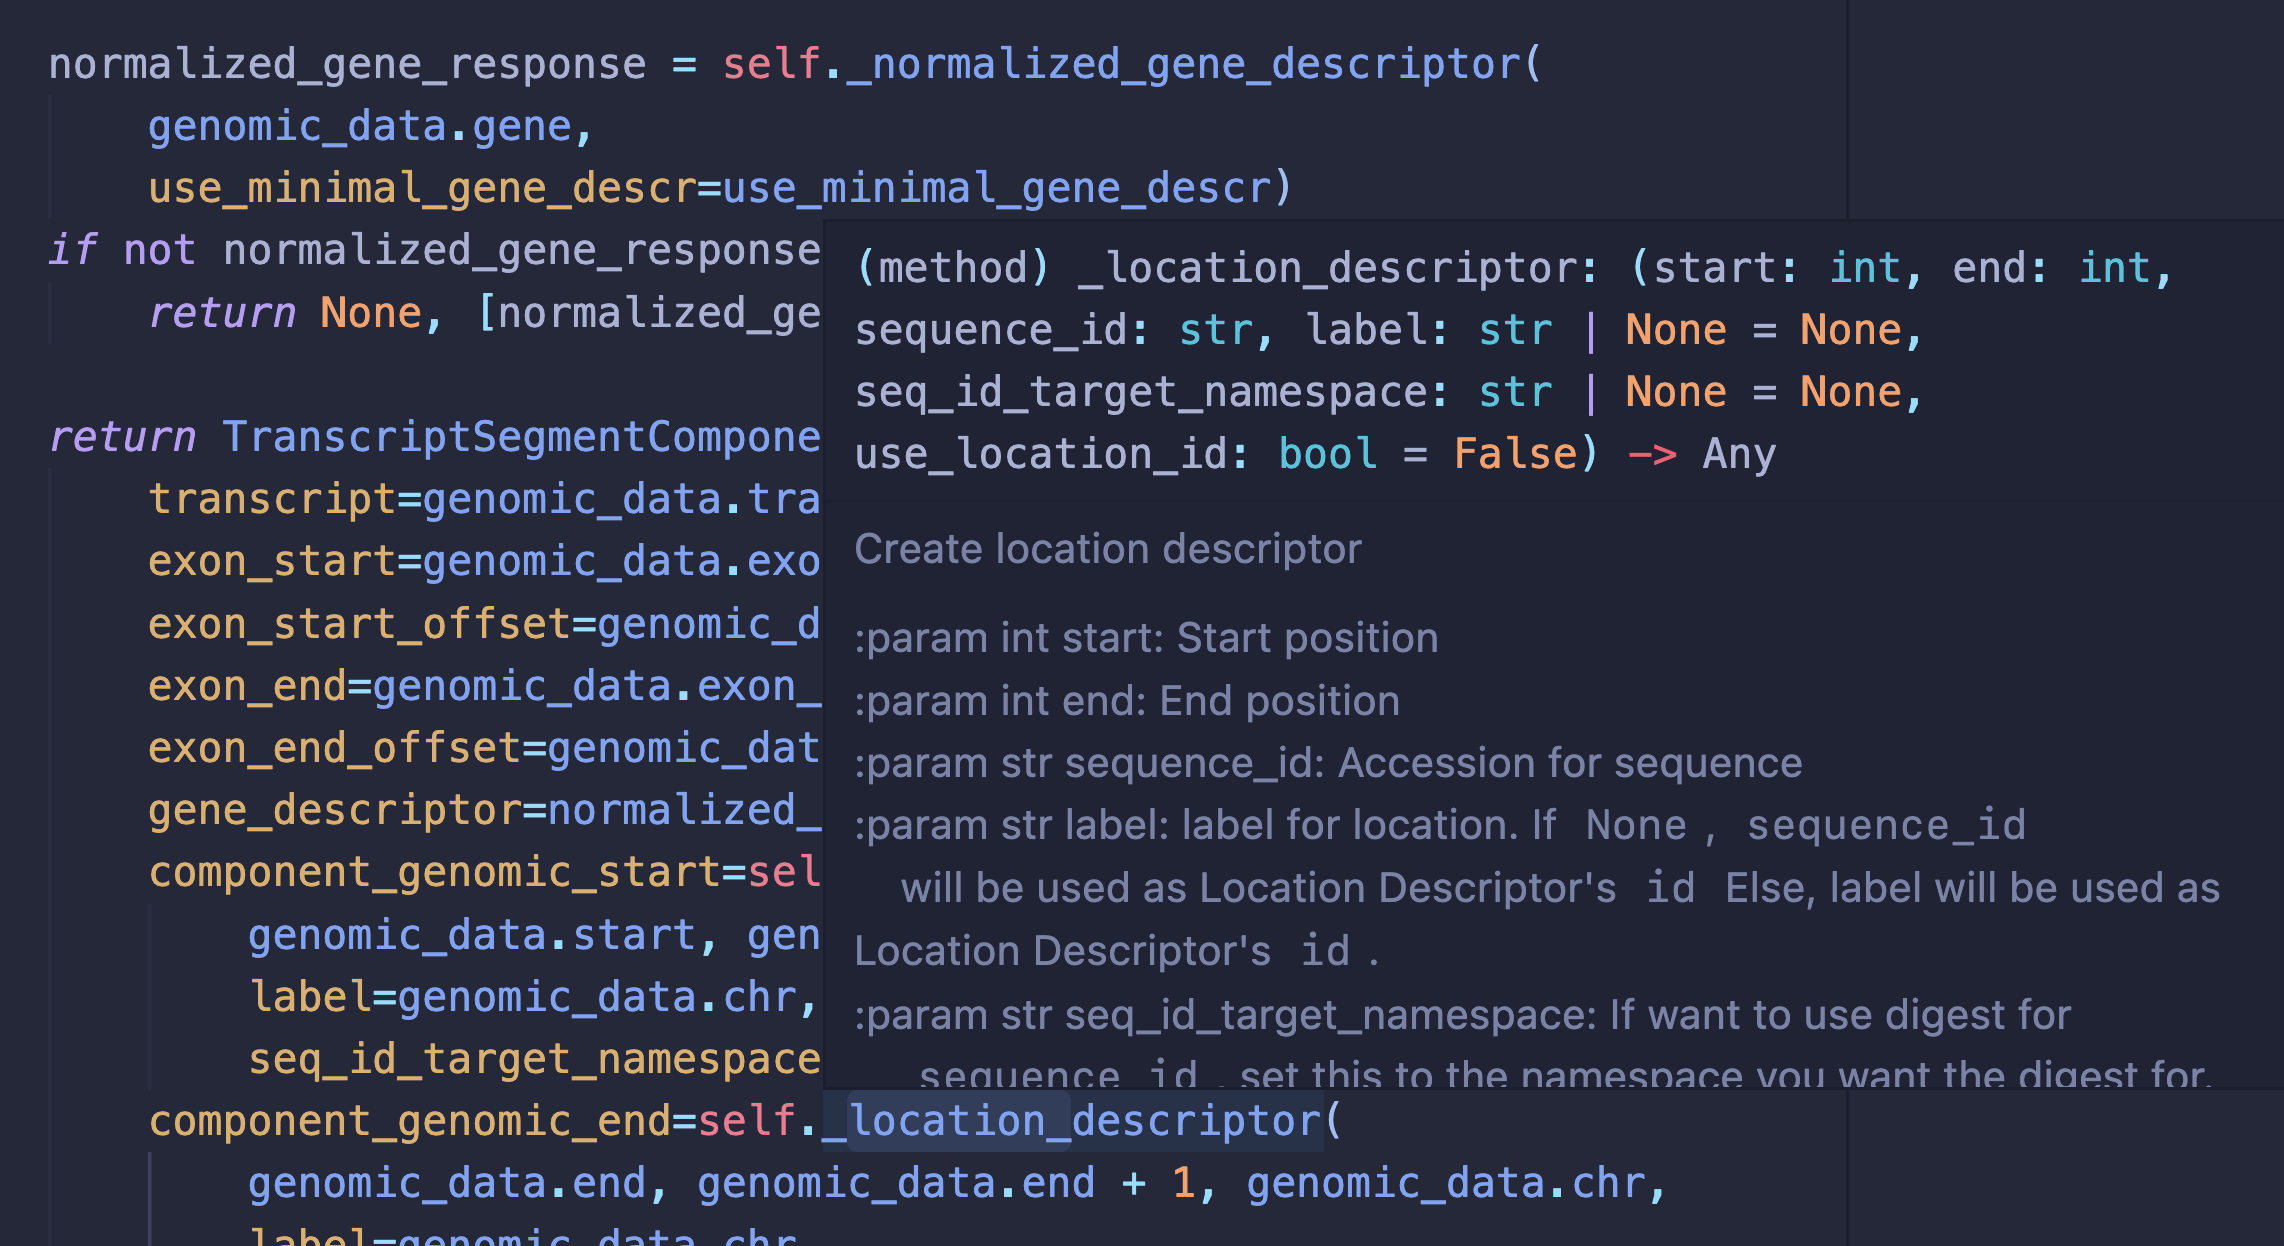 normalized_gene_response = self._normalized_gene_descriptor(
genomic_data.gene,
use_minimal_gene_descr=use_minimal_gene_descr)
if not normalized_gene_response
return None, [normalized_ge
return TranscriptSegmentCompone
transcript=genomic_data.tra
exon_start=genomic_data.exo
exon_start_offset=genomic_d
exon_end=genomic_data.exon_
exon_end_offset=genomic_dat
gene_descriptor=normalized_
component_genomic_start=sel
genomic_data.start, gen
label=genomic_data.chr,
seq_id_target_namespace
component_genomic_end=self._location_descriptor(
genomic_data.end, genomic_data.end + 1, genomic_data.chr,
label=genomic_data.chr
(method) _location_descriptor: (start: int, end: int,
sequence_id: str, label: str | None = None,
seq_id_target_namespace: str | None = None,
use_location_id: bool = False) -> Any
Create location descriptor
:param int start: Start position
:param int end: End position
:param str sequence_id: Accession for sequence
:param str label: label for location. If None, sequence_id
will be used as Location Descriptor's id Else, label will be used as
Location Descriptor's id.
:param str seq_id_target_namespace: If want to use digest for
sequence_id, set this to the namespace you want the digest for.